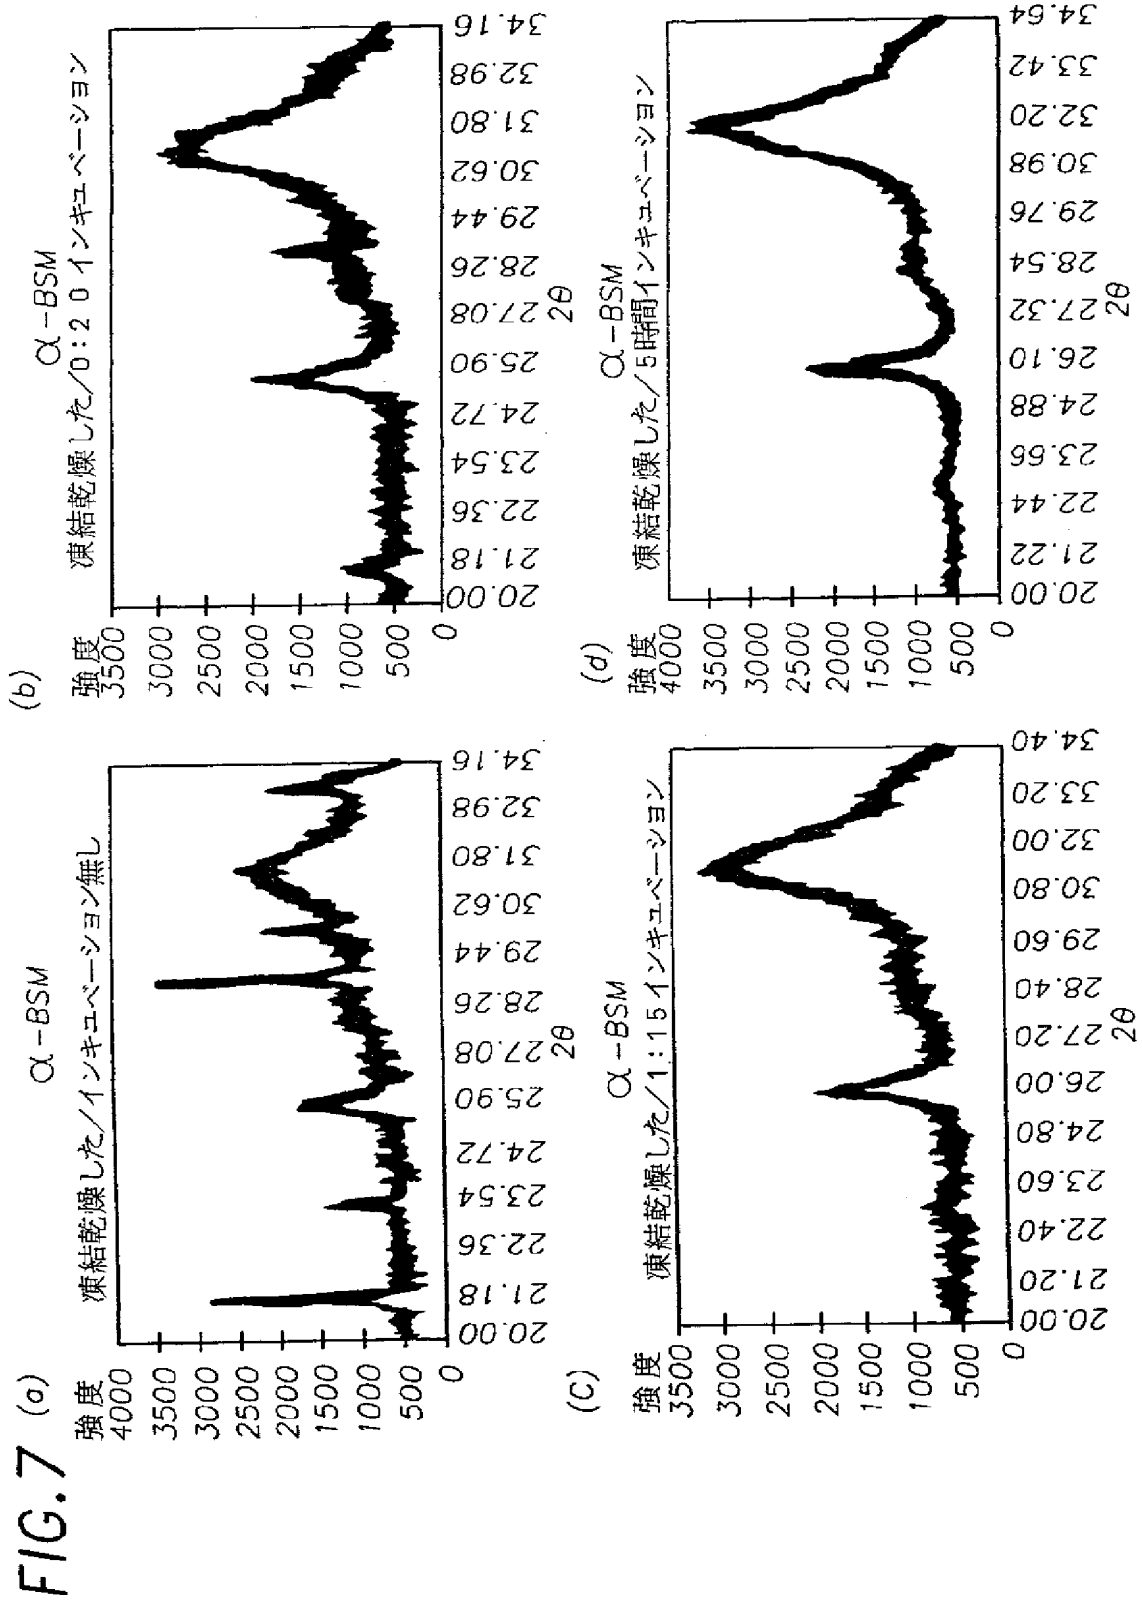 FIG. 7
(a)
α-BSM
凍結乾燥した/インキュベーション無し
強度
4000
3500
3000
2500
2000
1500
1000
500
0
20.00 21.18 22.36 23.54 24.72 25.90 27.08 28.26 29.44 30.62 31.80 32.98 34.16
2θ
(b)
α-BSM
凍結乾燥した/0:20インキュベーション
強度
3500
3000
2500
2000
1500
1000
500
0
20.00 21.18 22.36 23.54 24.72 25.90 27.08 28.26 29.44 30.62 31.80 32.98 34.16
2θ
(C)
α-BSM
凍結乾燥した/1:15インキュベーション
強度
3500
3000
2500
2000
1500
1000
500
0
20.00 21.20 22.40 23.60 24.80 26.00 27.20 28.40 29.60 30.80 32.00 33.20 34.40
2θ
(d)
α-BSM
凍結乾燥した/5時間インキュベーション
強度
4000
3500
3000
2500
2000
1500
1000
500
0
20.00 21.22 22.44 23.66 24.88 26.10 27.32 28.54 29.76 30.98 32.20 33.42 34.64
2θ